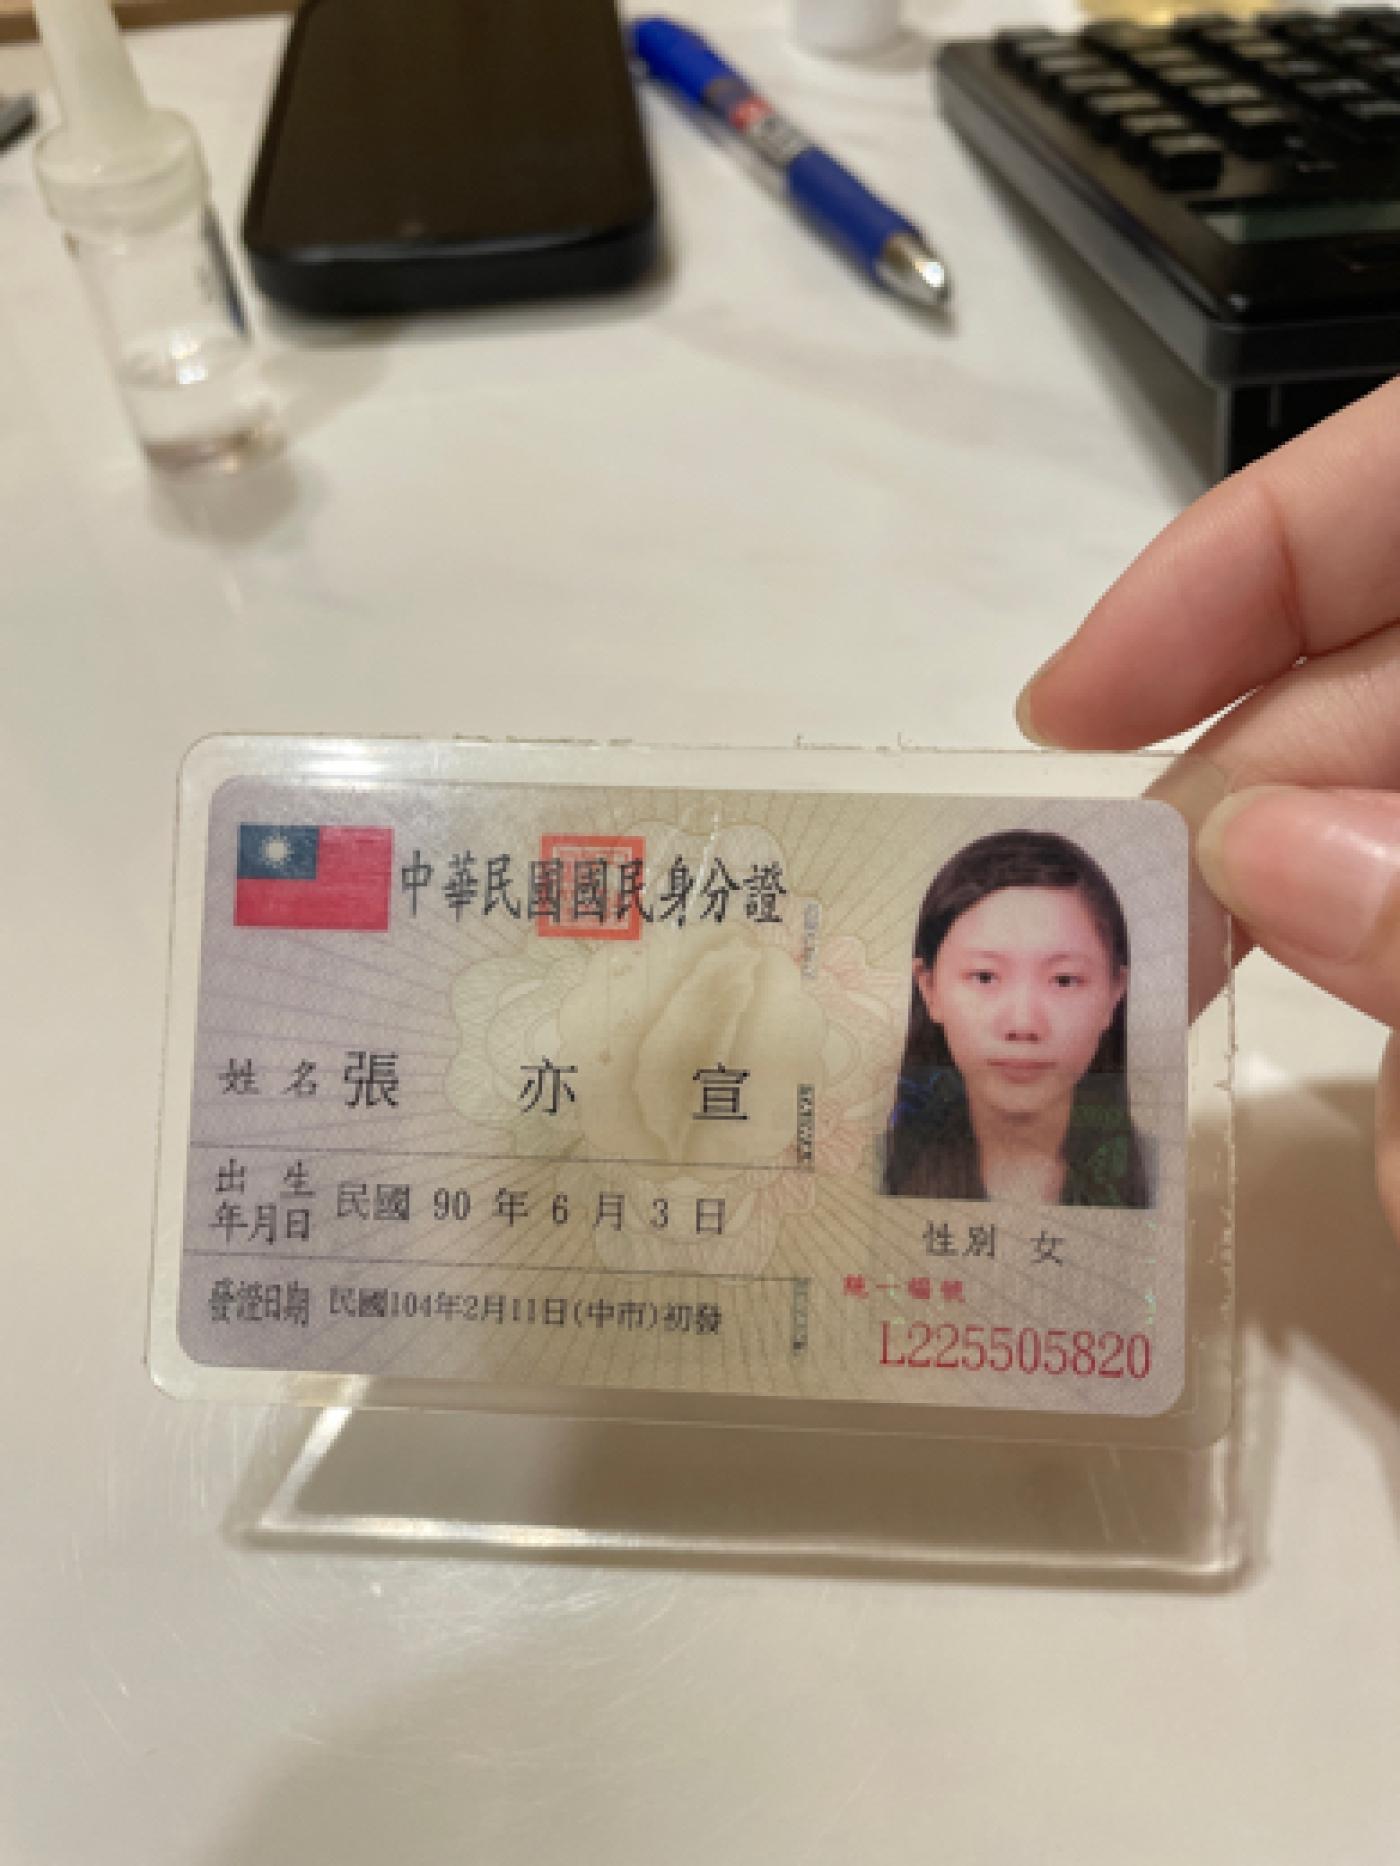 中華民國國民身分證
姓名 張 亦 宣
出生年月日 民國 90 年 6 月 3 日
性別 女
發證日期 民國104年2月11日(中市)初發
統一編號
L225505820